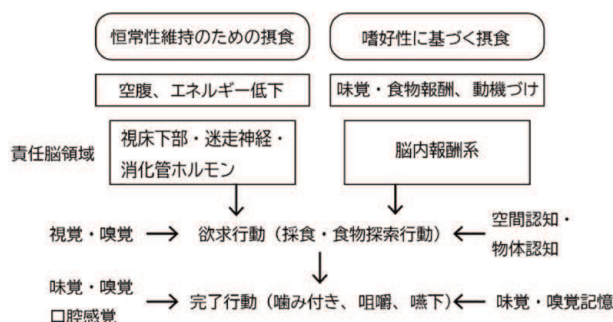 恒常性維持のための摂食
嗜好性に基づく摂食
空腹、エネルギー低下
味覚・食物報酬、動機づけ
責任脳領域
視床下部・迷走神経・
消化管ホルモン
脳内報酬系
視覚・嗅覚
欲求行動（採食・食物探索行動）
空間認知・
物体認知
味覚・嗅覚
口腔感覚
完了行動（噛み付き、咀嚼、嚥下）
味覚・嗅覚記憶